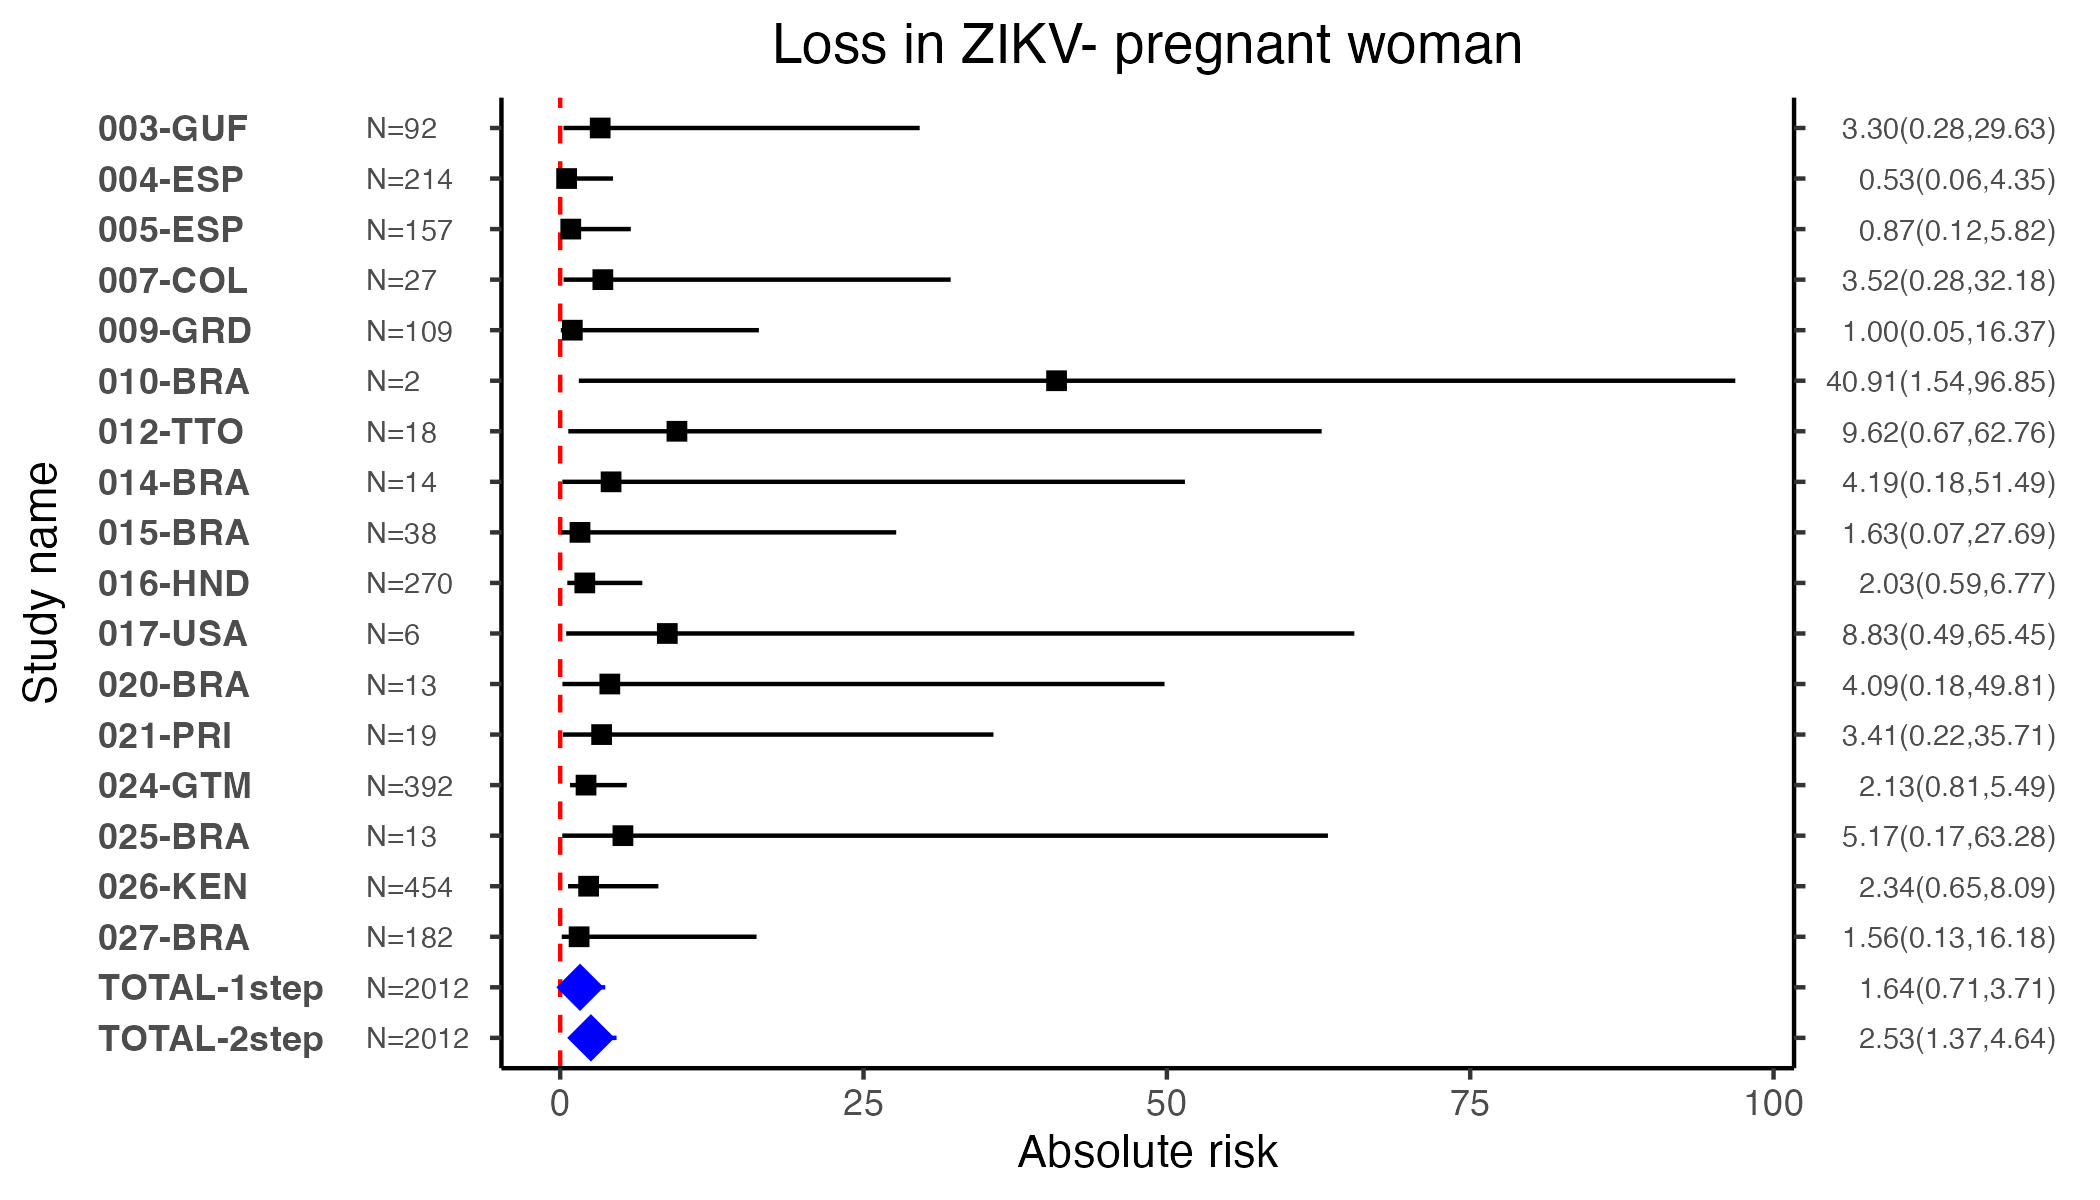 Loss in ZIKV- pregnant woman
003-GUF N=92 3.30(0.28,29.63)
004-ESP N=214 0.53(0.06,4.35)
005-ESP N=157 0.87(0.12,5.82)
007-COL N=27 3.52(0.28,32.18)
009-GRD N=109 1.00(0.05,16.37)
010-BRA N=2 40.91(1.54,96.85)
012-TTO N=18 9.62(0.67,62.76)
014-BRA N=14 4.19(0.18,51.49)
015-BRA N=38 1.63(0.07,27.69)
016-HND N=270 2.03(0.59,6.77)
017-USA N=6 8.83(0.49,65.45)
020-BRA N=13 4.09(0.18,49.81)
021-PRI N=19 3.41(0.22,35.71)
024-GTM N=392 2.13(0.81,5.49)
025-BRA N=13 5.17(0.17,63.28)
026-KEN N=454 2.34(0.65,8.09)
027-BRA N=182 1.56(0.13,16.18)
TOTAL-1step N=2012 1.64(0.71,3.71)
TOTAL-2step N=2012 2.53(1.37,4.64)
Study name
0 25 50 75 100
Absolute risk